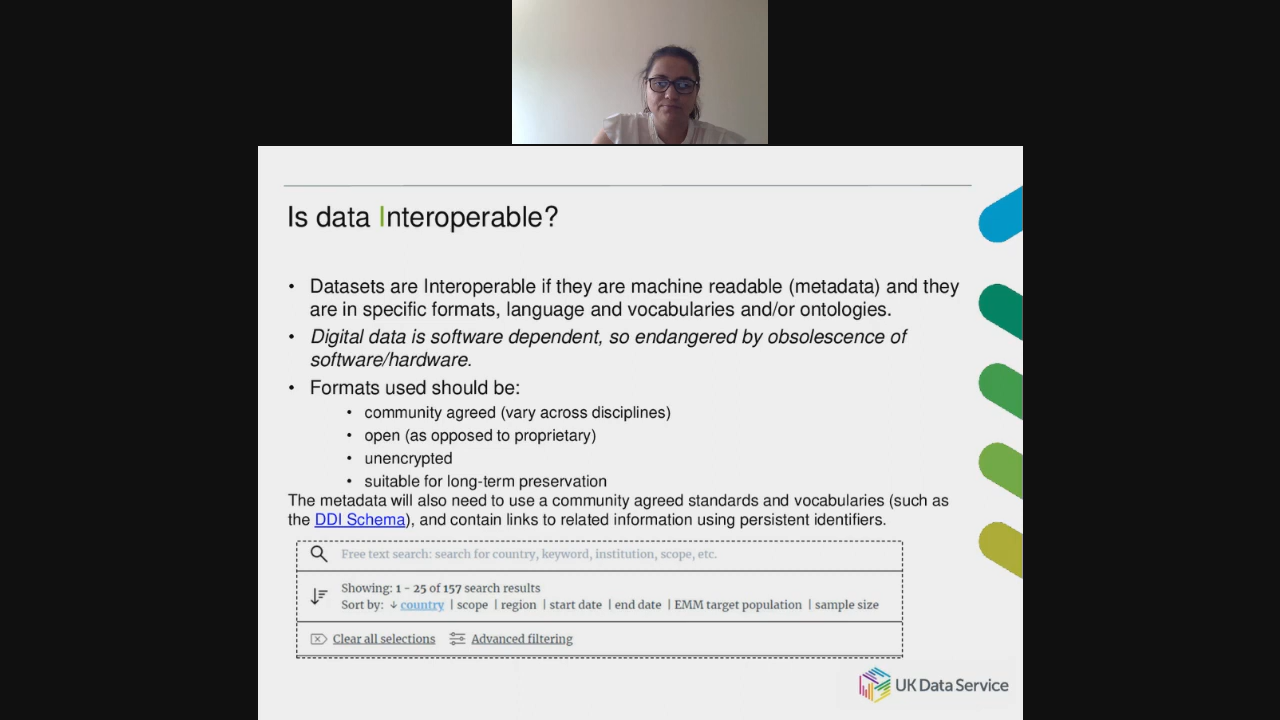 Is data Interoperable?
• Datasets are Interoperable if they are machine readable (metadata) and they
are in specific formats, language and vocabularies and/or ontologies.
• Digital data is software dependent, so endangered by obsolescence of
software/hardware.
• Formats used should be:
• community agreed (vary across disciplines)
• open (as opposed to proprietary)
• unencrypted
• suitable for long-term preservation
The metadata will also need to use a community agreed standards and vocabularies (such as
the DDI Schema), and contain links to related information using persistent identifiers.
Free text search: search for country, keyword, institution, scope, etc.
Showing: 1 - 25 of 157 search results
Sort by: ↓ country | scope | region | start date | end date | EMM target population | sample size
Clear all selections Advanced filtering
UK Data Service